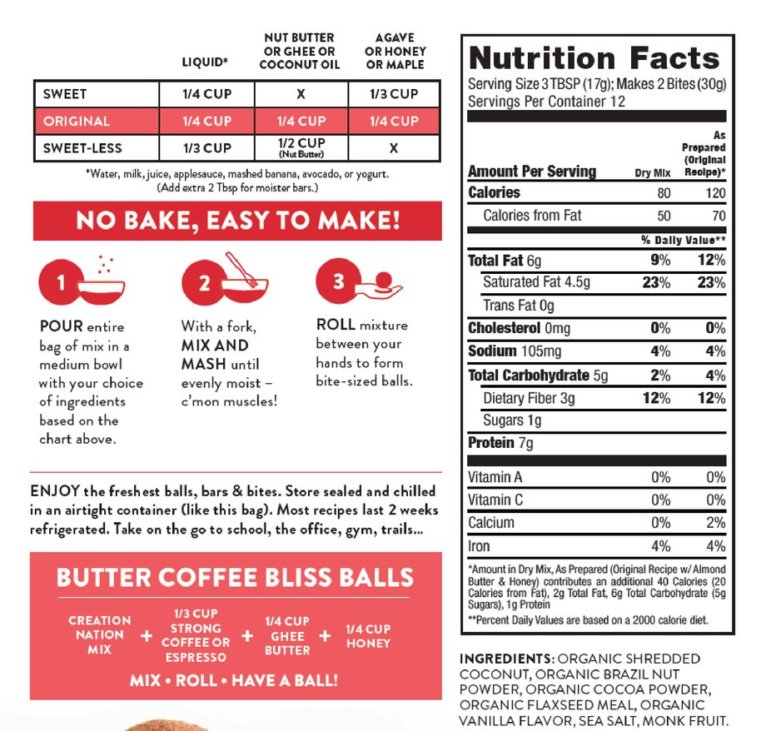 LIQUID*
NUT BUTTER
OR GHEE OR
COCONUT OIL
AGAVE
OR HONEY
OR MAPLE
SWEET 1/4 CUP X 1/3 CUP
ORIGINAL 1/4 CUP 1/4 CUP 1/4 CUP
SWEET-LESS 1/3 CUP 1/2 CUP (Nut Butter) X
*Water, milk, juice, applesauce, mashed banana, avocado, or yogurt.
(Add extra 2 Tbsp for moister bars.)
NO BAKE, EASY TO MAKE!
1
POUR entire
bag of mix in a
medium bowl
with your choice
of ingredients
based on the
chart above.
2
With a fork,
MIX AND
MASH until
evenly moist –
c'mon muscles!
3
ROLL mixture
between your
hands to form
bite-sized balls.
ENJOY the freshest balls, bars & bites. Store sealed and chilled
in an airtight container (like this bag). Most recipes last 2 weeks
refrigerated. Take on the go to school, the office, gym, trails...
BUTTER COFFEE BLISS BALLS
CREATION
NATION
MIX
+
1/3 CUP
STRONG
COFFEE OR
ESPRESSO
+
1/4 CUP
GHEE
BUTTER
+
1/4 CUP
HONEY
MIX • ROLL • HAVE A BALL!
Nutrition Facts
Serving Size 3 TBSP (17g); Makes 2 Bites (30g)
Servings Per Container 12
Amount Per Serving
Dry Mix
As
Prepared
(Original
Recipe)*
Calories 80 120
Calories from Fat 50 70
% Daily Value**
Total Fat 6g 9% 12%
Saturated Fat 4.5g 23% 23%
Trans Fat 0g
Cholesterol 0mg 0% 0%
Sodium 105mg 4% 4%
Total Carbohydrate 5g 2% 4%
Dietary Fiber 3g 12% 12%
Sugars 1g
Protein 7g
Vitamin A 0% 0%
Vitamin C 0% 0%
Calcium 0% 2%
Iron 4% 4%
*Amount in Dry Mix, As Prepared (Original Recipe w/ Almond
Butter & Honey) contributes an additional 40 Calories (20
Calories from Fat), 2g Total Fat, 6g Total Carbohydrate (5g
Sugars), 1g Protein
**Percent Daily Values are based on a 2000 calorie diet.
INGREDIENTS: ORGANIC SHREDDED
COCONUT, ORGANIC BRAZIL NUT
POWDER, ORGANIC COCOA POWDER,
ORGANIC FLAXSEED MEAL, ORGANIC
VANILLA FLAVOR, SEA SALT, MONK FRUIT.